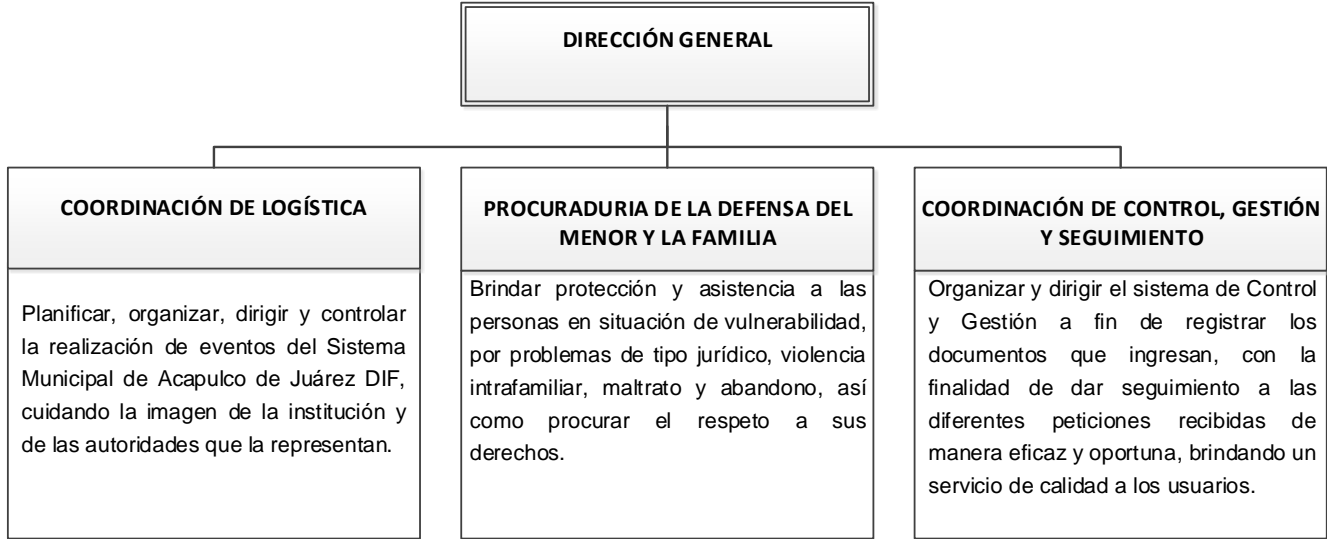 DIRECCIÓN GENERAL
COORDINACIÓN DE LOGÍSTICA
Planificar, organizar, dirigir y controlar
la realización de eventos del Sistema
Municipal de Acapulco de Juárez DIF,
cuidando la imagen de la institución y
de las autoridades que la representan.
PROCURADURIA DE LA DEFENSA DEL
MENOR Y LA FAMILIA
Brindar protección y asistencia a las
personas en situación de vulnerabilidad,
por problemas de tipo jurídico, violencia
intrafamiliar, maltrato y abandono, así
como procurar el respeto a sus
derechos.
COORDINACIÓN DE CONTROL, GESTIÓN
Y SEGUIMIENTO
Organizar y dirigir el sistema de Control
y Gestión a fin de registrar los
documentos que ingresan, con la
finalidad de dar seguimiento a las
diferentes peticiones recibidas de
manera eficaz y oportuna, brindando un
servicio de calidad a los usuarios.